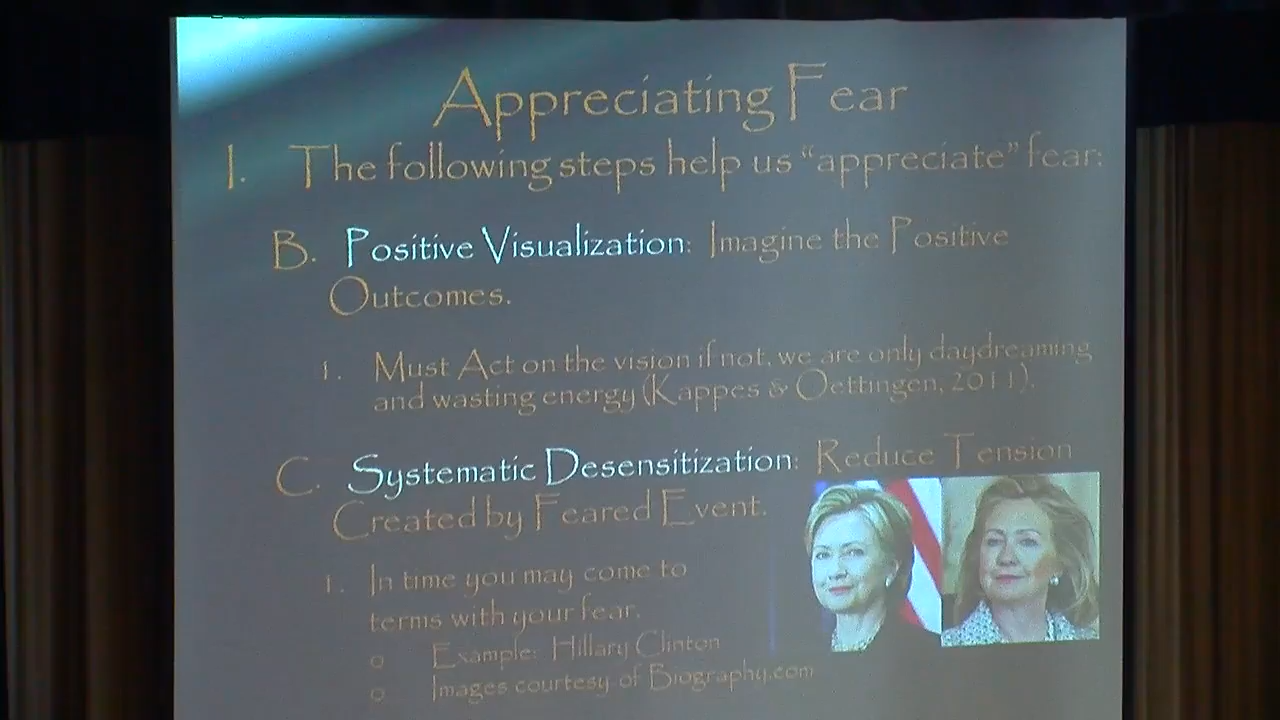 Appreciating Fear
I. The following steps help us “appreciate” fear:
B. Positive Visualization: Imagine the Positive
Outcomes.
1. Must Act on the vision if not, we are only daydreaming
and wasting energy (Kappes & Oettingen, 2011).
C. Systematic Desensitization: Reduce Tension
Created by Feared Event.
1. In time you may come to
terms with your fear.
o Example: Hillary Clinton
o Images courtesy of Biography.com